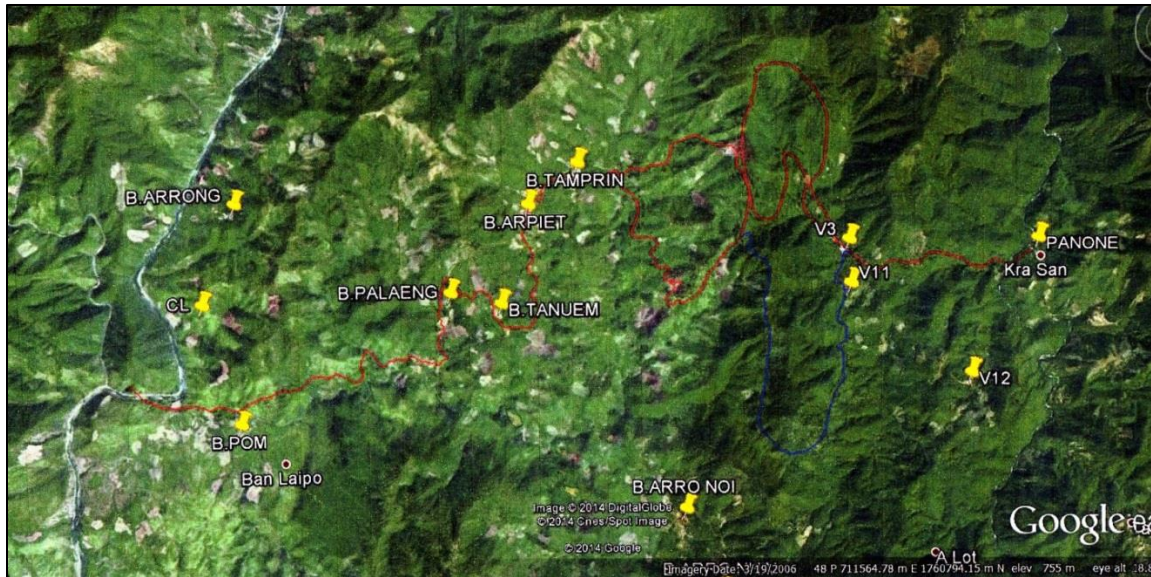 B.TAMPRIN
B.ARRONG
B.ARPIET
V3
PANONE
Kra San
V11
B.PALAENG
CL
B.TANUEM
V12
B.POM
Ban Laipo
B.ARRO NOI
Image © 2014 DigitalGlobe
© 2014 Cnes/Spot Image
Google
© 2014 Google
A Lot
Imagery Date: 3/19/2006 48 P 711564.78 m E 1760794.15 m N elev 755 m eye alt